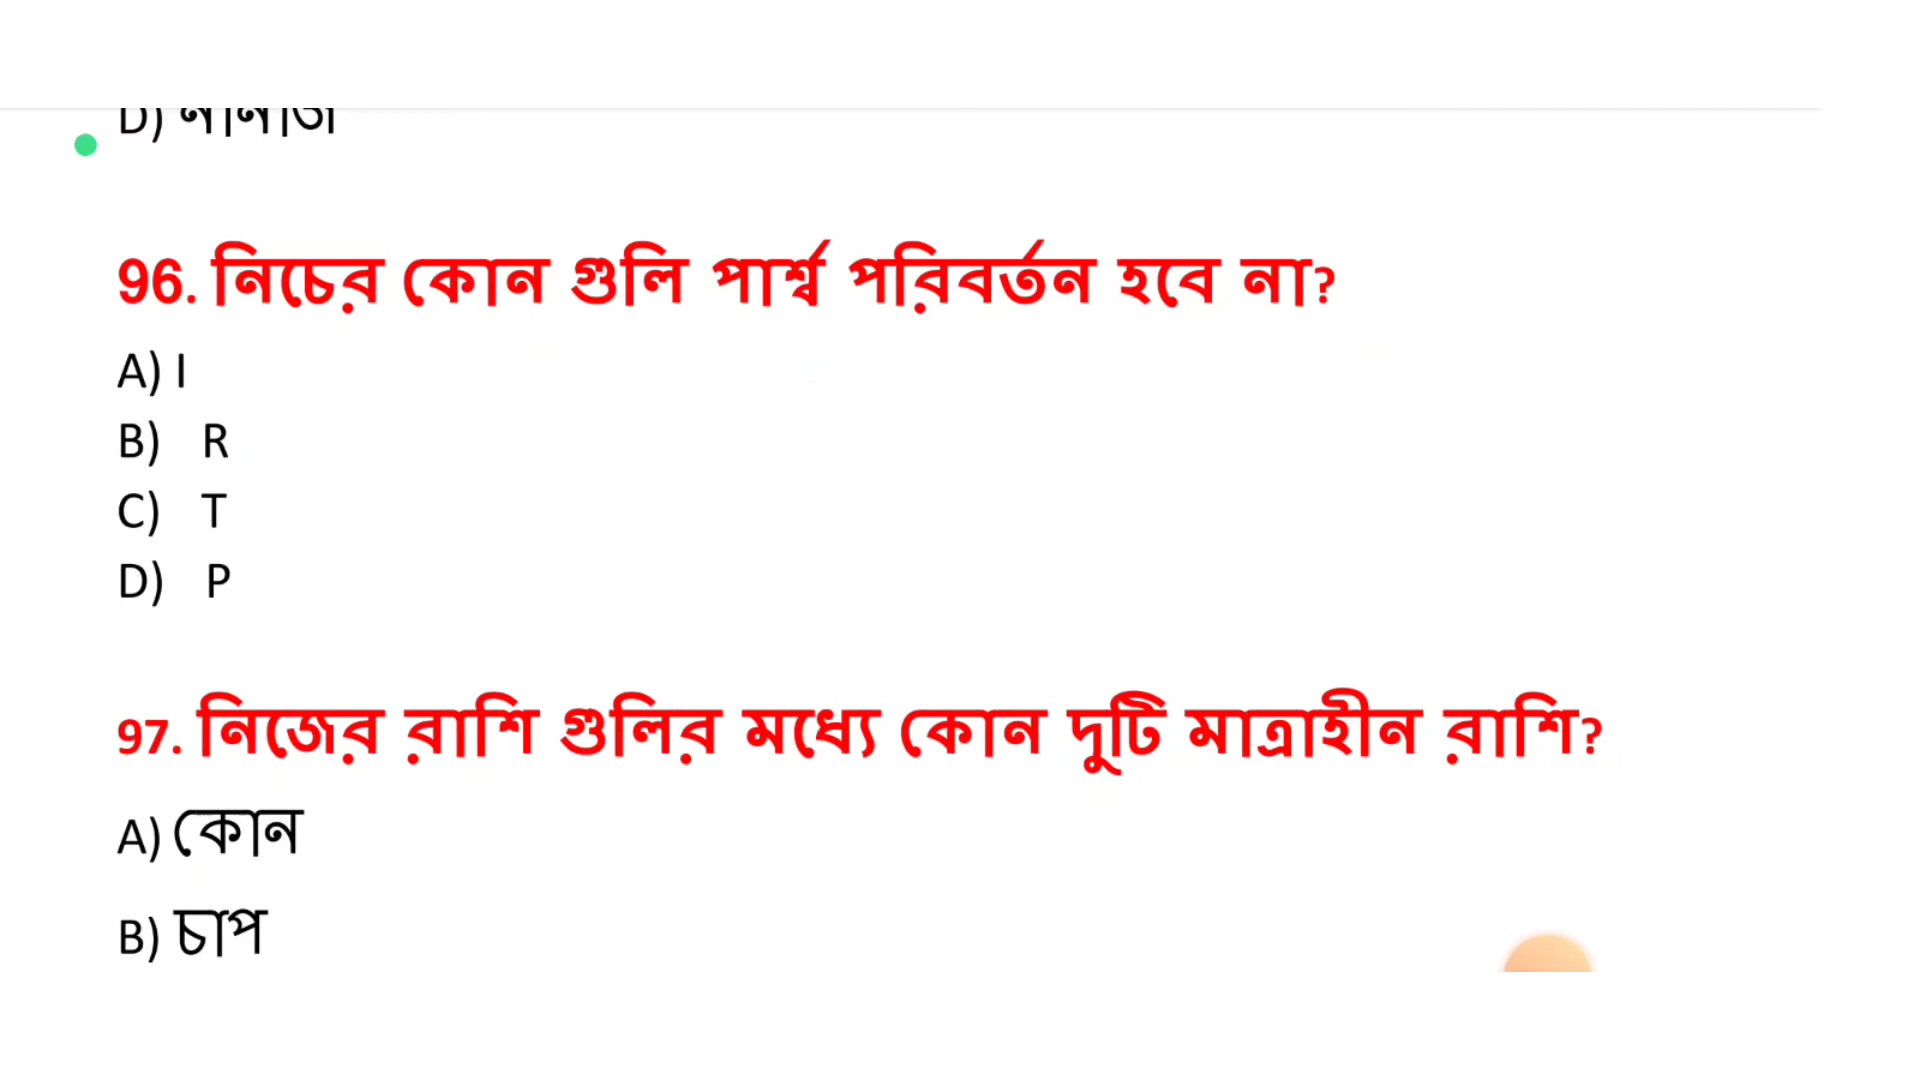 D)
96. নিচের কোন গুলি পার্শ্ব পরিবর্তন হবে না?
A) I
B) R
C) T
D) P
97. নিজের রাশি গুলির মধ্যে কোন দুটি মাত্রাহীন রাশি?
A) কোন
B) চাপ